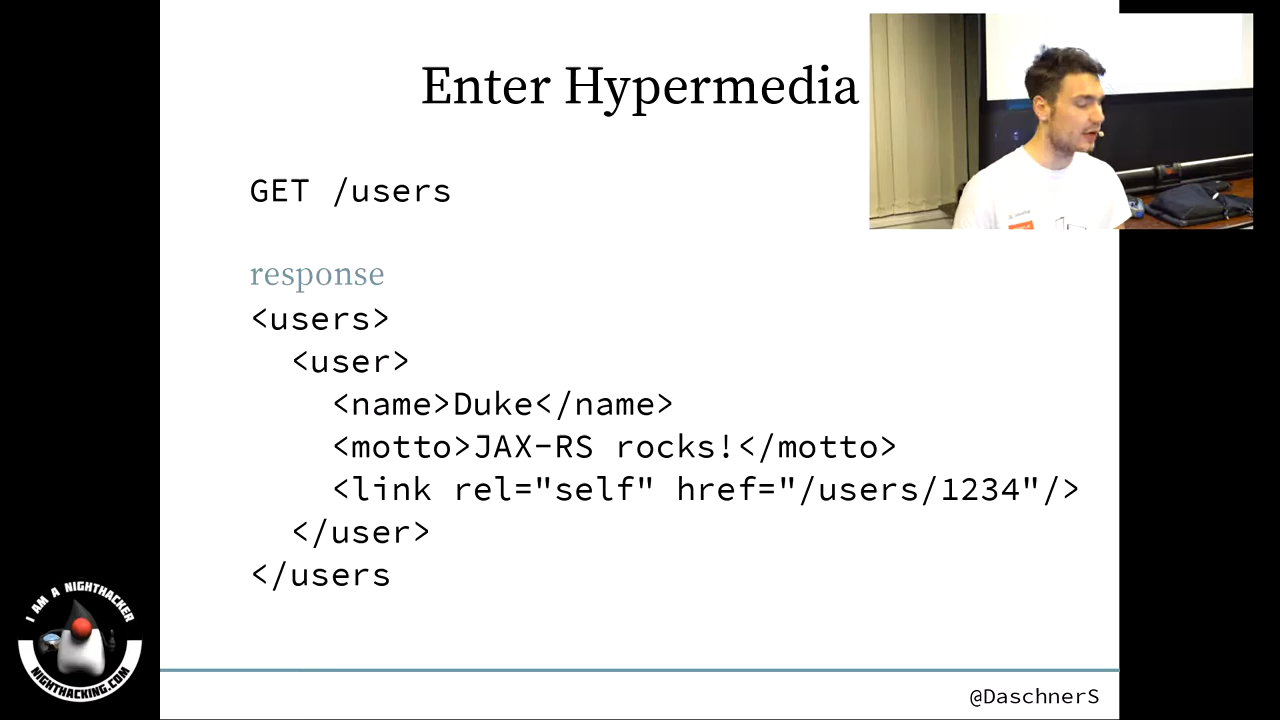 Enter Hypermedia
GET /users
response
<users>
  <user>
    <name>Duke</name>
    <motto>JAX-RS rocks!</motto>
    <link rel="self" href="/users/1234"/>
  </user>
</users
I AM A NIGHTHACKER
NIGHTHACKING.COM
@DaschnerS